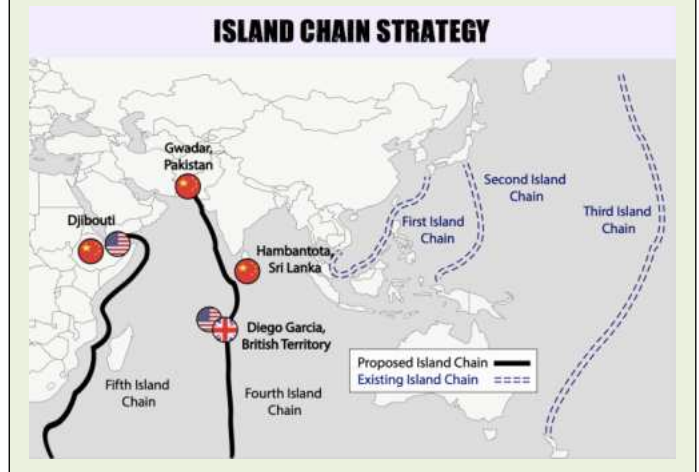 ISLAND CHAIN STRATEGY
Gwadar,
Pakistan
Djibouti
Hambantota,
Sri Lanka
Diego Garcia,
British Territory
First Island
Chain
Second Island
Chain
Third Island
Chain
Proposed Island Chain
Existing Island Chain
Fifth Island
Chain
Fourth Island
Chain